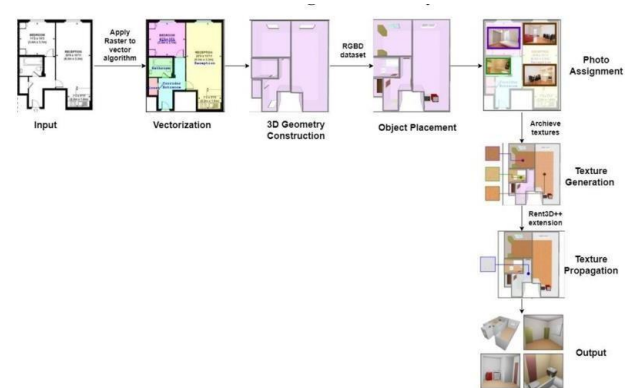 Apply
Raster to
vector
algorithm
RGBD
dataset
Photo
Assignment
Input
Vectorization
3D Geometry
Construction
Object Placement
Archieve
textures
Texture
Generation
Rent3D++
extension
Texture
Propagation
Output